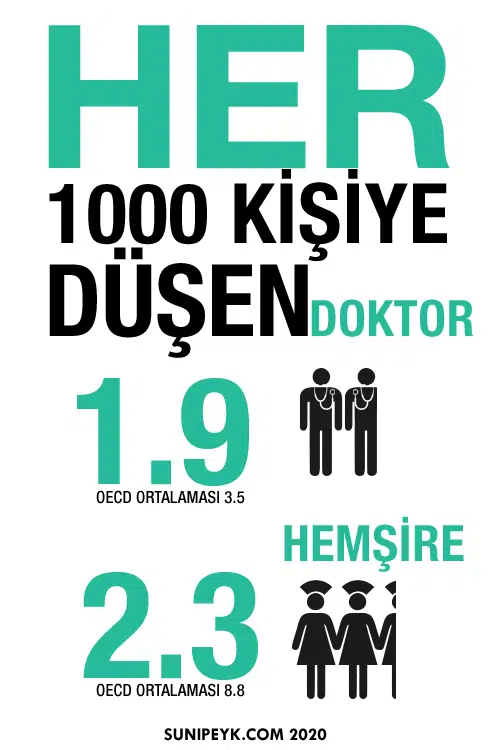 HER
1000 KİŞİYE
DÜŞEN DOKTOR
1.9
OECD ORTALAMASI 3.5
HEMŞİRE
2.3
OECD ORTALAMASI 8.8
SUNIPEYK.COM 2020